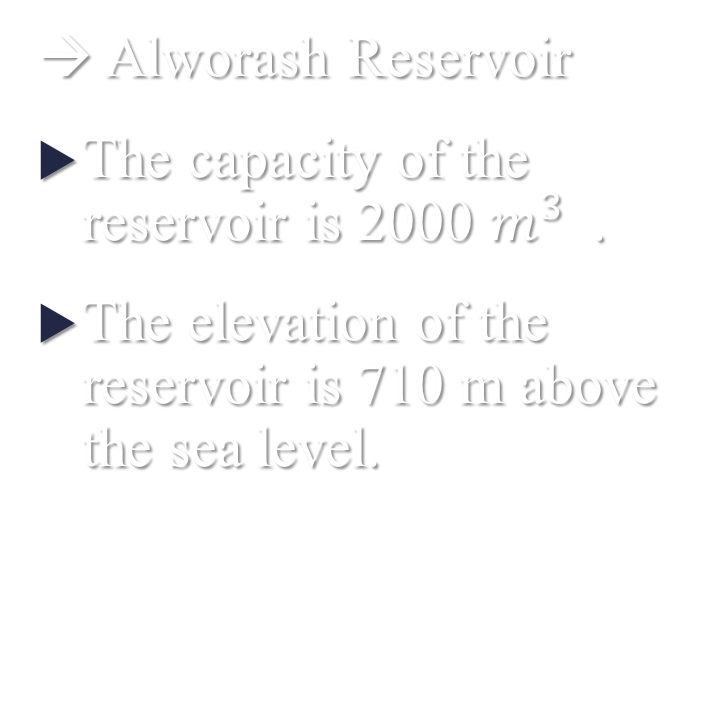 → Alworash Reservoir
▶ The capacity of the
reservoir is 2000 m³ .
▶ The elevation of the
reservoir is 710 m above
the sea level.